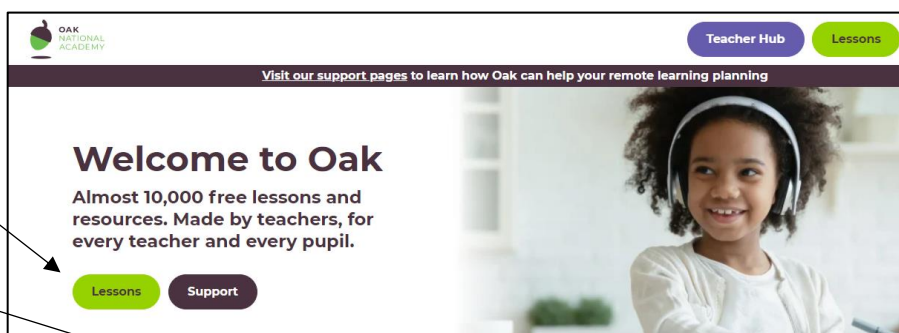 OAK
NATIONAL
ACADEMY
Teacher Hub
Lessons
Visit our support pages to learn how Oak can help your remote learning planning
Welcome to Oak
Almost 10,000 free lessons and
resources. Made by teachers, for
every teacher and every pupil.
Lessons
Support